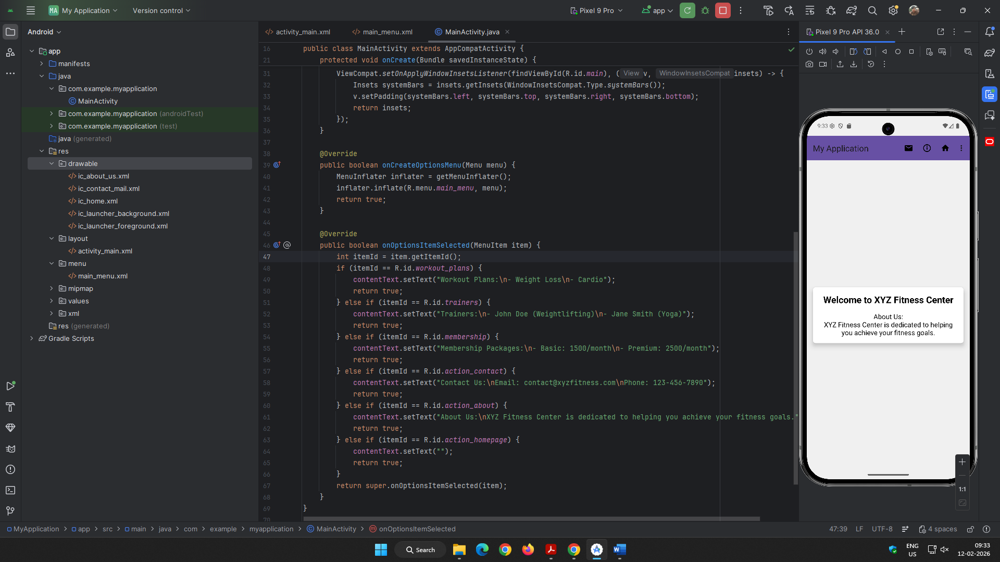 MA My Application
Version control
Pixel 9 Pro
app
Android
app
manifests
java
com.example.myapplication
MainActivity
com.example.myapplication (androidTest)
com.example.myapplication (test)
java (generated)
res
drawable
ic_about_us.xml
ic_contact_mail.xml
ic_home.xml
ic_launcher_background.xml
ic_launcher_foreground.xml
layout
activity_main.xml
menu
main_menu.xml
mipmap
values
xml
res (generated)
Gradle Scripts
activity_main.xml
main_menu.xml
MainActivity.java
16 public class MainActivity extends AppCompatActivity {
21 protected void onCreate(Bundle savedInstanceState) {
31 ViewCompat.setOnApplyWindowInsetsListener(findViewById(R.id.main), ( View v, WindowInsetsCompat insets) -> {
32 Insets systemBars = insets.getInsets(WindowInsetsCompat.Type.systemBars());
33 v.setPadding(systemBars.left, systemBars.top, systemBars.right, systemBars.bottom);
34 return insets;
35 });
36 }
37
38 @Override
39 public boolean onCreateOptionsMenu(Menu menu) {
40 MenuInflater inflater = getMenuInflater();
41 inflater.inflate(R.menu.main_menu, menu);
42 return true;
43 }
44
45 @Override
46 public boolean onOptionsItemSelected(MenuItem item) {
47 int itemId = item.getItemId();
48 if (itemId == R.id.workout_plans) {
49 contentText.setText("Workout Plans:\n- Weight Loss\n- Cardio");
50 return true;
51 } else if (itemId == R.id.trainers) {
52 contentText.setText("Trainers:\n- John Doe (Weightlifting)\n- Jane Smith (Yoga)");
53 return true;
54 } else if (itemId == R.id.membership) {
55 contentText.setText("Membership Packages:\n- Basic: 1500/month\n- Premium: 2500/month");
56 return true;
57 } else if (itemId == R.id.action_contact) {
58 contentText.setText("Contact Us:\nEmail: contact@xyzfitness.com\nPhone: 123-456-7890");
59 return true;
60 } else if (itemId == R.id.action_about) {
61 contentText.setText("About Us:\nXYZ Fitness Center is dedicated to helping you achieve your fitness goals."
62 return true;
63 } else if (itemId == R.id.action_homepage) {
64 contentText.setText("");
65 return true;
66 }
67 return super.onOptionsItemSelected(item);
68 }
69 }
70
Pixel 9 Pro API 36.0
9:33
My Application
Welcome to XYZ Fitness Center
About Us:
XYZ Fitness Center is dedicated to helping
you achieve your fitness goals.
1:1
MyApplication > app > src > main > java > com > example > myapplication > MainActivity > onOptionsItemSelected
47:39 LF UTF-8 4 spaces
Search
ENG
US
09:33
12-02-2026